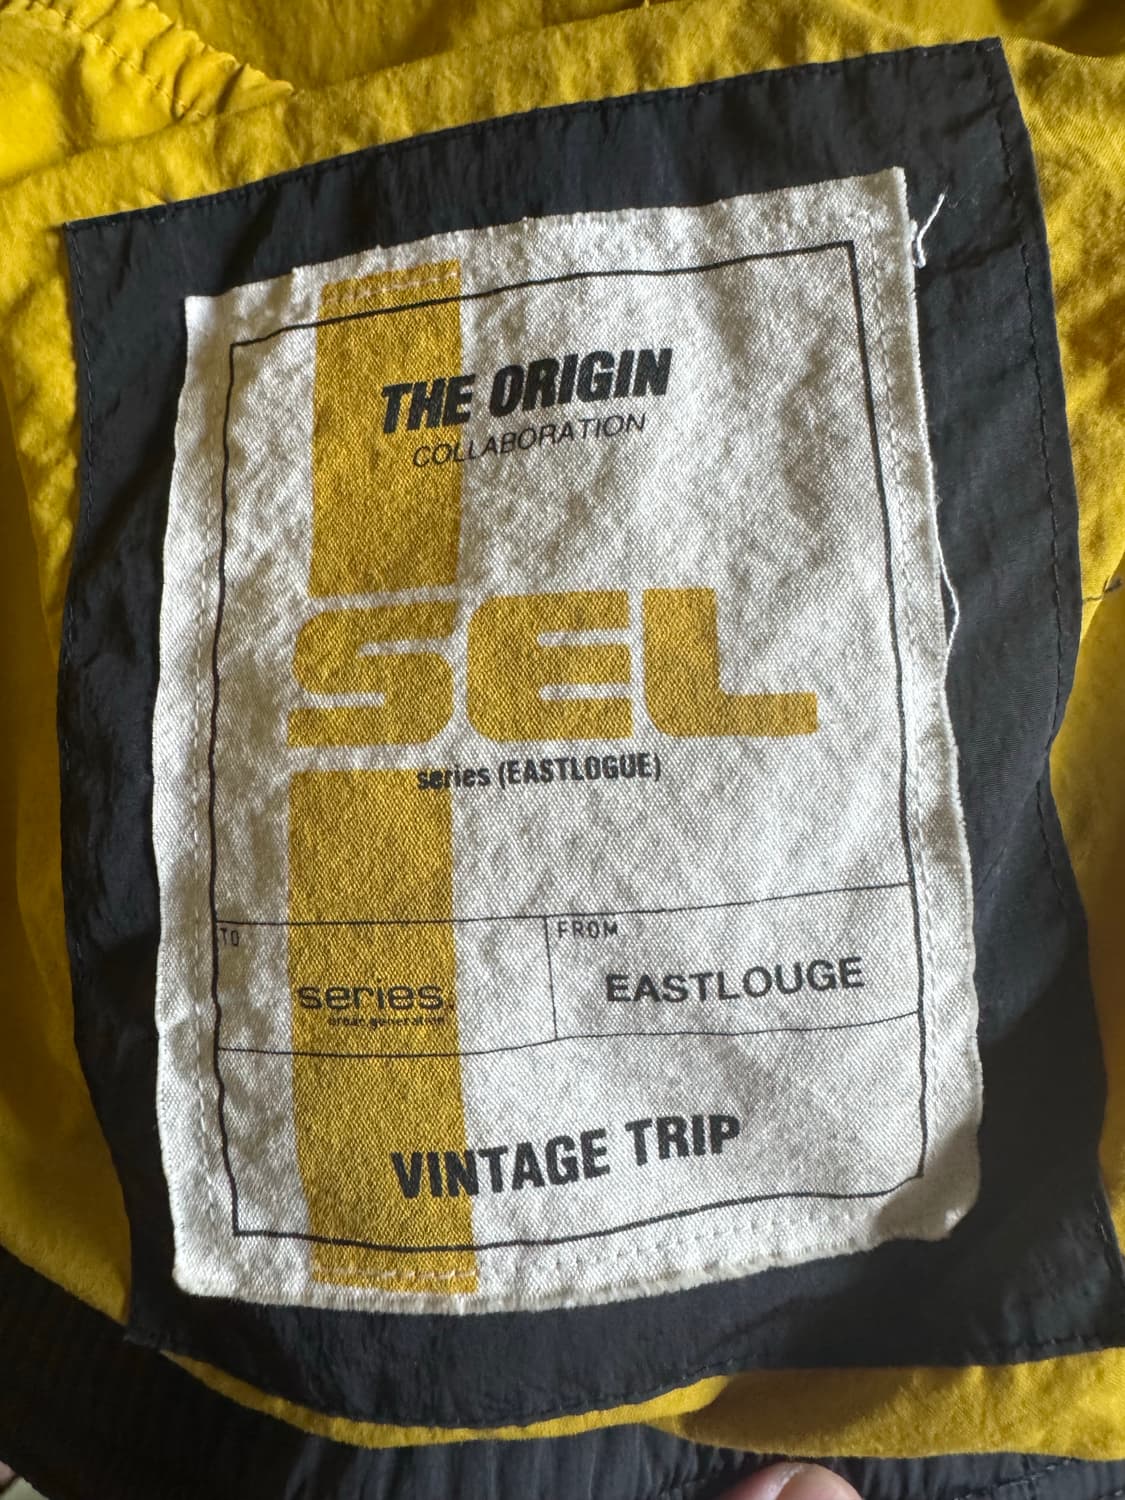 THE ORIGIN
COLLABORATION
SEL
series (EASTLOGUE)
TO
FROM
series.
EASTLOUGE
VINTAGE TRIP